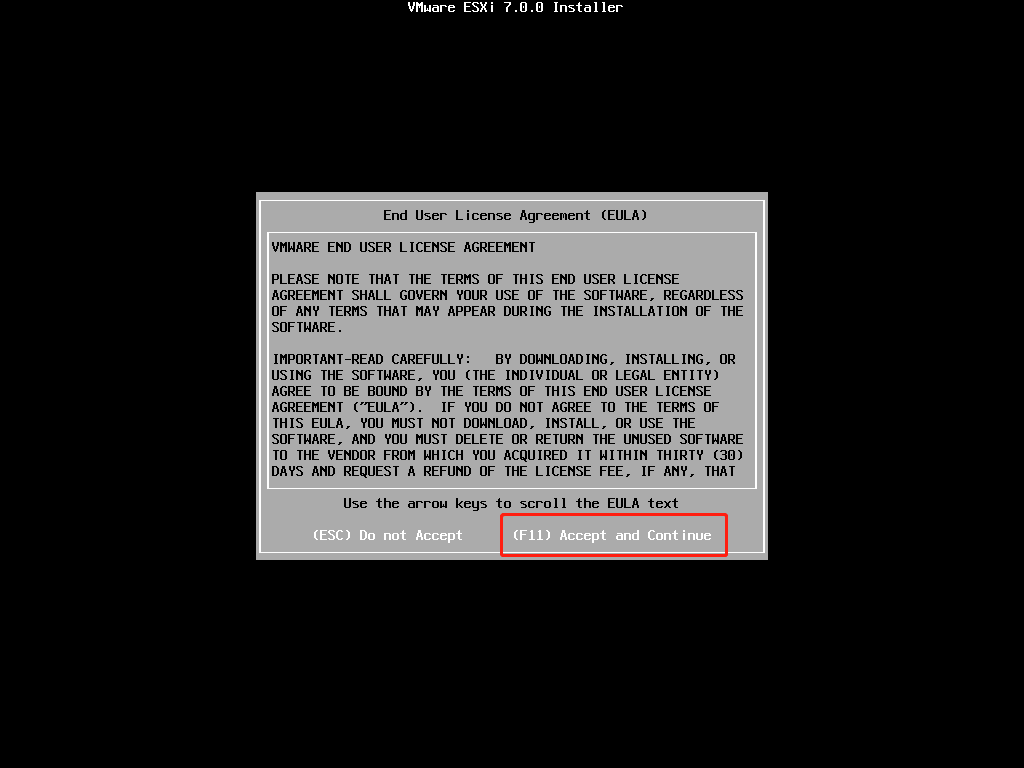 VMware ESXi 7.0.0 Installer
End User License Agreement (EULA)
VMWARE END USER LICENSE AGREEMENT
PLEASE NOTE THAT THE TERMS OF THIS END USER LICENSE
AGREEMENT SHALL GOVERN YOUR USE OF THE SOFTWARE, REGARDLESS
OF ANY TERMS THAT MAY APPEAR DURING THE INSTALLATION OF THE
SOFTWARE.
IMPORTANT-READ CAREFULLY:   BY DOWNLOADING, INSTALLING, OR
USING THE SOFTWARE, YOU (THE INDIVIDUAL OR LEGAL ENTITY)
AGREE TO BE BOUND BY THE TERMS OF THIS END USER LICENSE
AGREEMENT ("EULA").  IF YOU DO NOT AGREE TO THE TERMS OF
THIS EULA, YOU MUST NOT DOWNLOAD, INSTALL, OR USE THE
SOFTWARE, AND YOU MUST DELETE OR RETURN THE UNUSED SOFTWARE
TO THE VENDOR FROM WHICH YOU ACQUIRED IT WITHIN THIRTY (30)
DAYS AND REQUEST A REFUND OF THE LICENSE FEE, IF ANY, THAT
Use the arrow keys to scroll the EULA text
(ESC) Do not Accept (F11) Accept and Continue